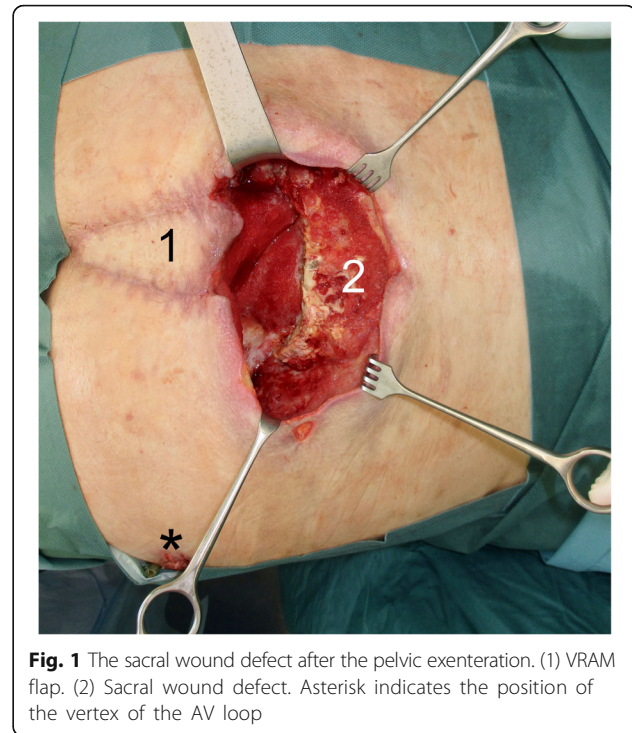 1
2
*
Fig. 1 The sacral wound defect after the pelvic exenteration. (1) VRAM
flap. (2) Sacral wound defect. Asterisk indicates the position of
the vertex of the AV loop